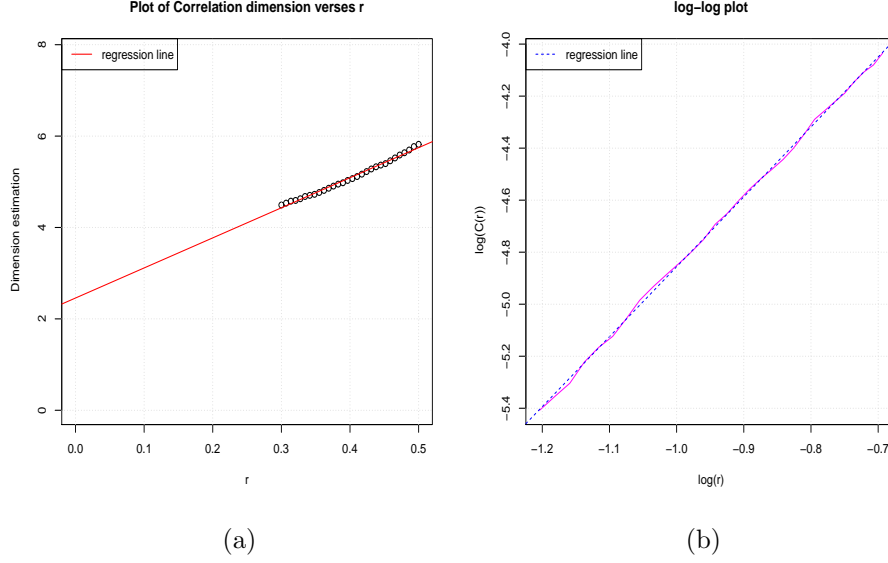 Plot of Correlation dimension verses r
regression line
8
6
4
2
0
Dimension estimation
0.0 0.1 0.2 0.3 0.4 0.5
r
(a)
log−log plot
regression line
−4.0
−4.2
−4.4
−4.6
−4.8
−5.0
−5.2
−5.4
log(C(r))
−1.2 −1.1 −1.0 −0.9 −0.8 −0.7
log(r)
(b)